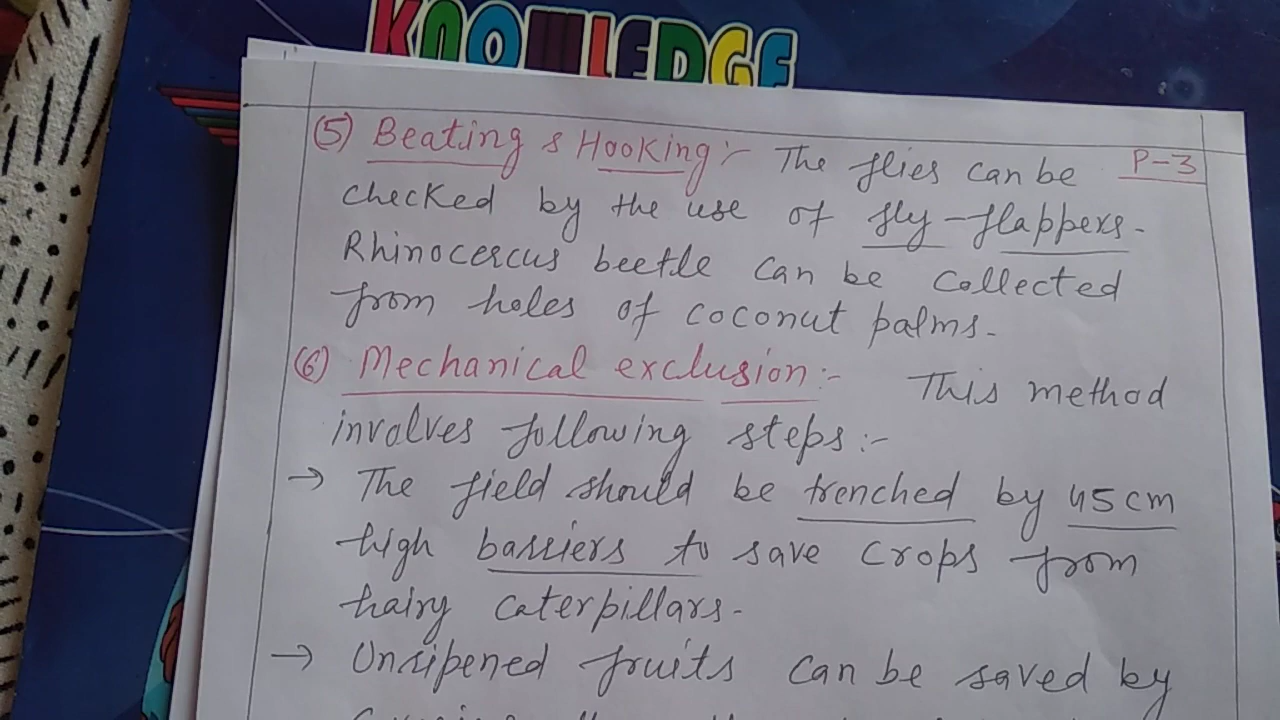 KNOWLEDGE
(5) Beating & Hooking :- The flies can be P-3
checked by the use of fly-flappers.
Rhinocercus beetle can be collected
from holes of coconut palms.
(6) Mechanical exclusion :- This method
involves following steps :-
→ The field should be trenched by 45 cm
high barriers to save crops from
hairy caterpillars.
→ Unripened fruits can be saved by